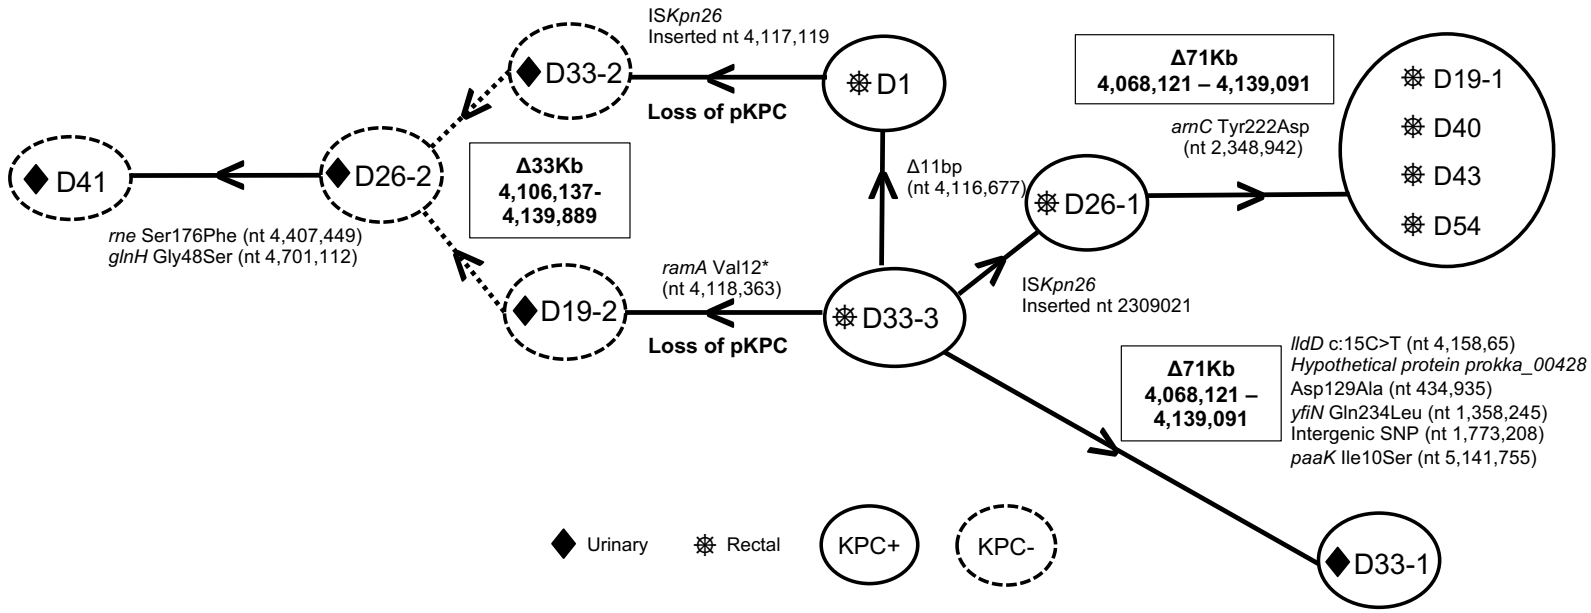 ISKpn26
Inserted nt 4,117,119
D33-2
Loss of pKPC
D1
Δ71Kb
4,068,121 – 4,139,091
arnC Tyr222Asp
(nt 2,348,942)
D19-1
D40
D43
D54
D41
D26-2
Δ33Kb
4,106,137-
4,139,889
Δ11bp
(nt 4,116,677)
D26-1
rne Ser176Phe (nt 4,407,449)
glnH Gly48Ser (nt 4,701,112)
ramA Val12*
(nt 4,118,363)
D19-2
Loss of pKPC
D33-3
ISKpn26
Inserted nt 2309021
Δ71Kb
4,068,121 –
4,139,091
lldD c:15C>T (nt 4,158,65)
Hypothetical protein prokka_00428
Asp129Ala (nt 434,935)
yfiN Gln234Leu (nt 1,358,245)
Intergenic SNP (nt 1,773,208)
paaK Ile10Ser (nt 5,141,755)
Urinary
Rectal
KPC+
KPC-
D33-1